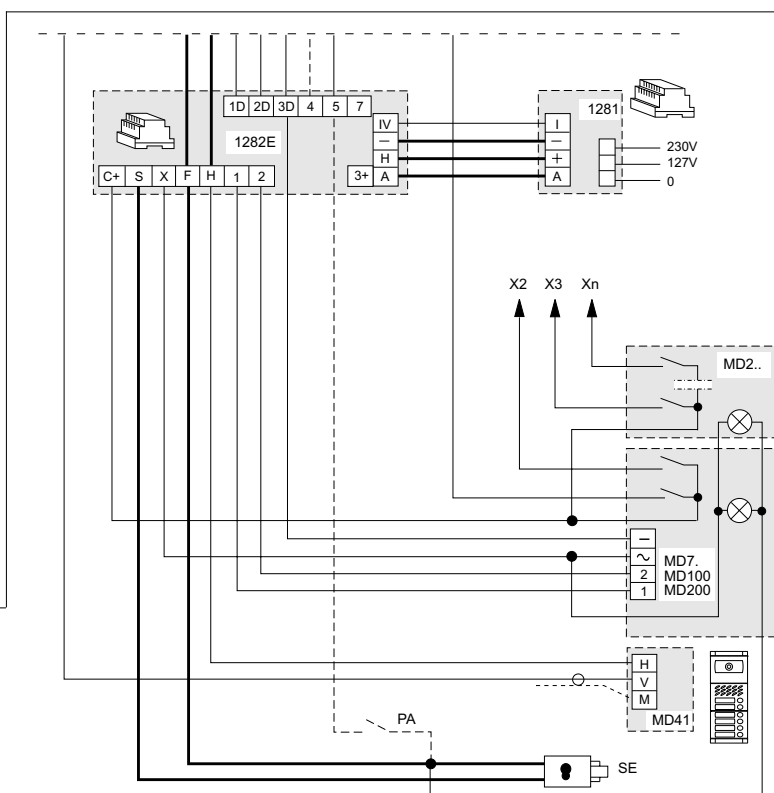 1D 2D 3D 4 5 7
1282E
IV
—
H
3+ A
C+ S X F H 1 2
1281
I
—
+
A
230V
127V
0
X2 X3 Xn
MD2..
—
~
2
1
MD7.
MD100
MD200
H
V
M
MD41
PA
SE